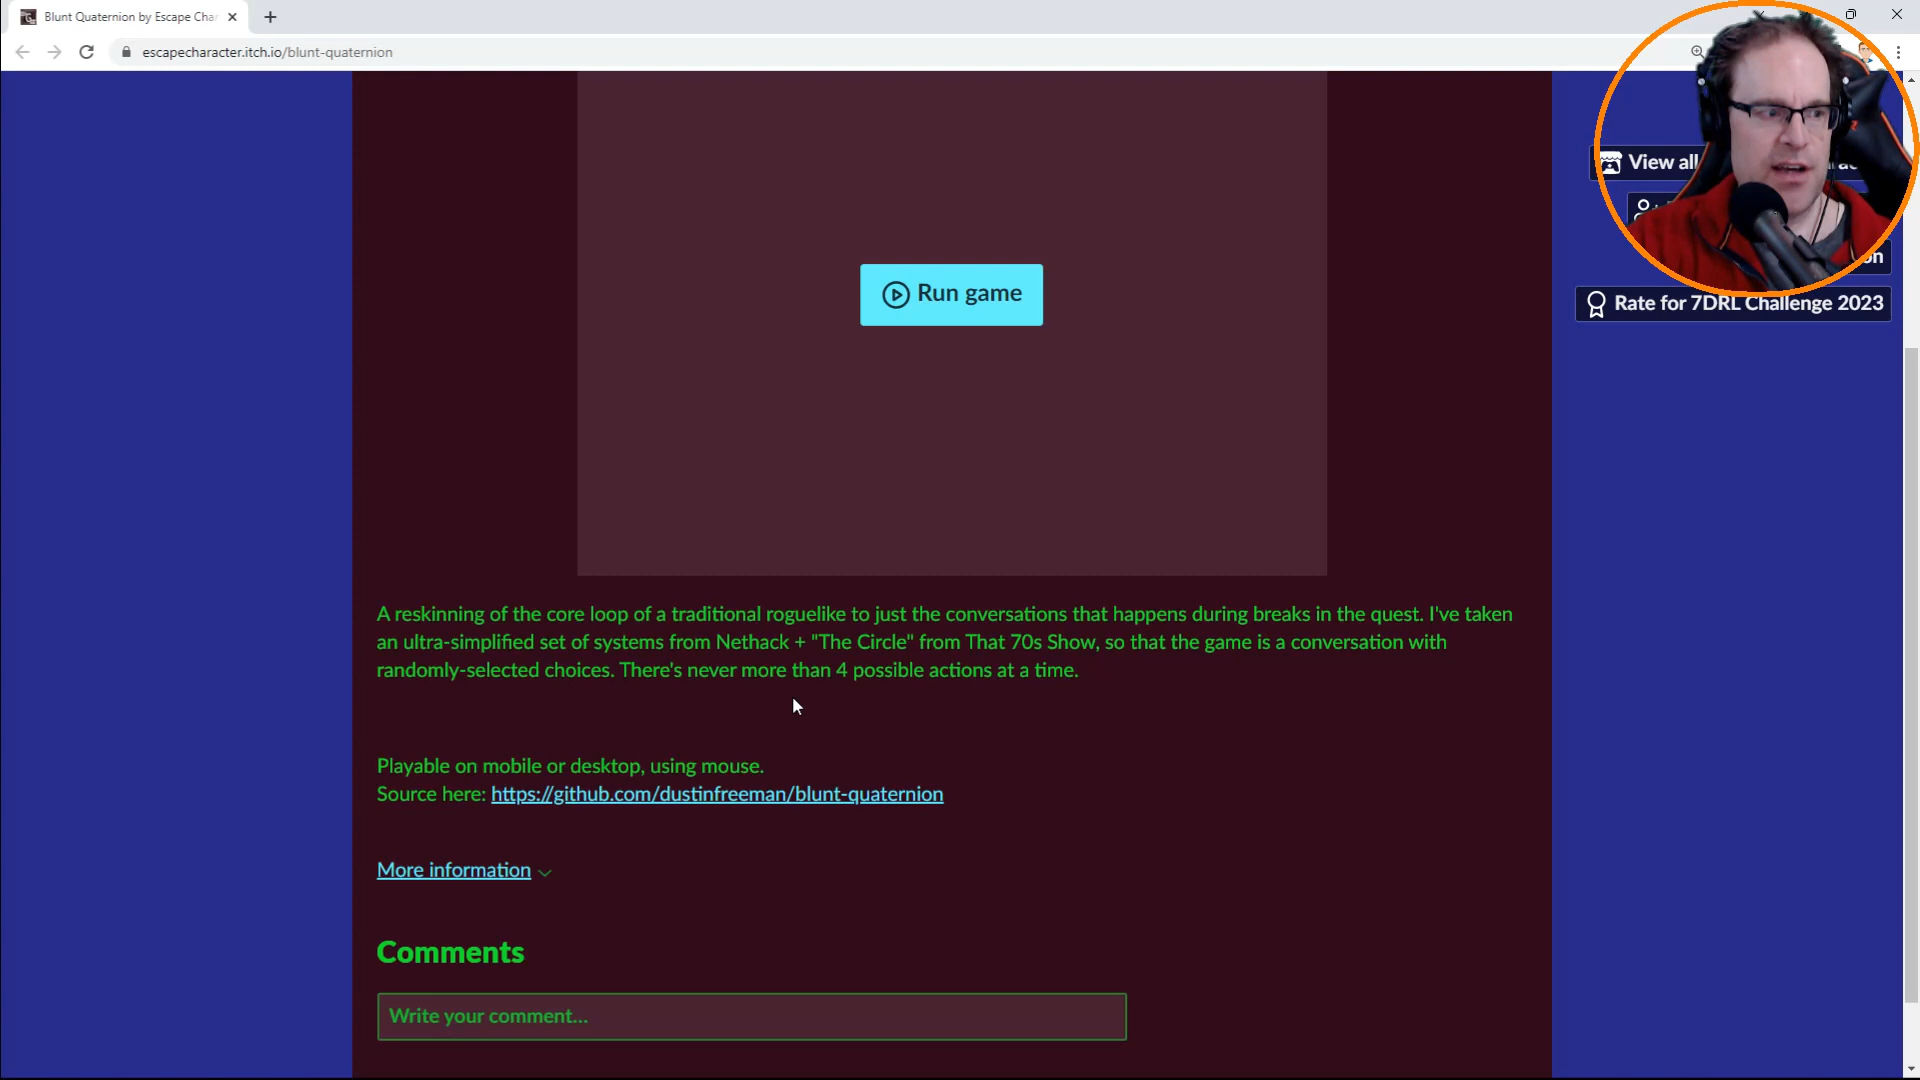 Blunt Quaternion by Escape Char
escapecharacter.itch.io/blunt-quaternion
View all
Rate for 7DRL Challenge 2023
Run game
A reskinning of the core loop of a traditional roguelike to just the conversations that happens during breaks in the quest. I've taken
an ultra-simplified set of systems from Nethack + "The Circle" from That 70s Show, so that the game is a conversation with
randomly-selected choices. There's never more than 4 possible actions at a time.
Playable on mobile or desktop, using mouse.
Source here: https://github.com/dustinfreeman/blunt-quaternion
More information
Comments
Write your comment...